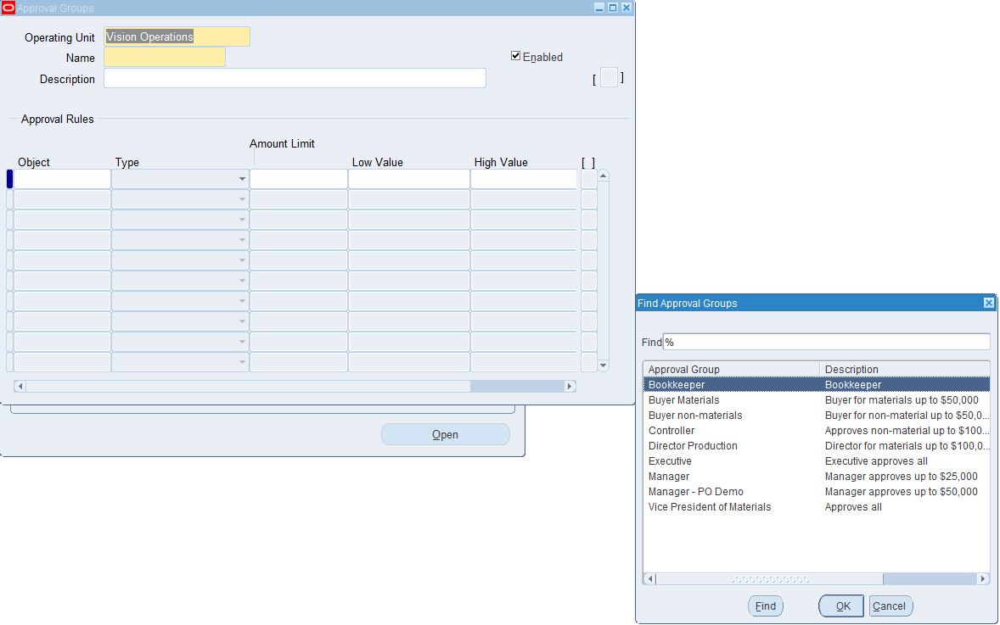 Approval Groups
Operating Unit Vision Operations
Name
Enabled
Description
[ ]
Approval Rules
Amount Limit
Object Type Low Value High Value [ ]
Open
Find Approval Groups
Find %
Approval Group Description
Bookkeeper Bookkeeper
Buyer Materials Buyer for materials up to $50,000
Buyer non-materials Buyer for non-material up to $50,0...
Controller Approves non-material up to $100...
Director Production Director for materials up to $100,0...
Executive Executive approves all
Manager Manager approves up to $25,000
Manager - PO Demo Manager approves up to $50,000
Vice President of Materials Approves all
Find OK Cancel